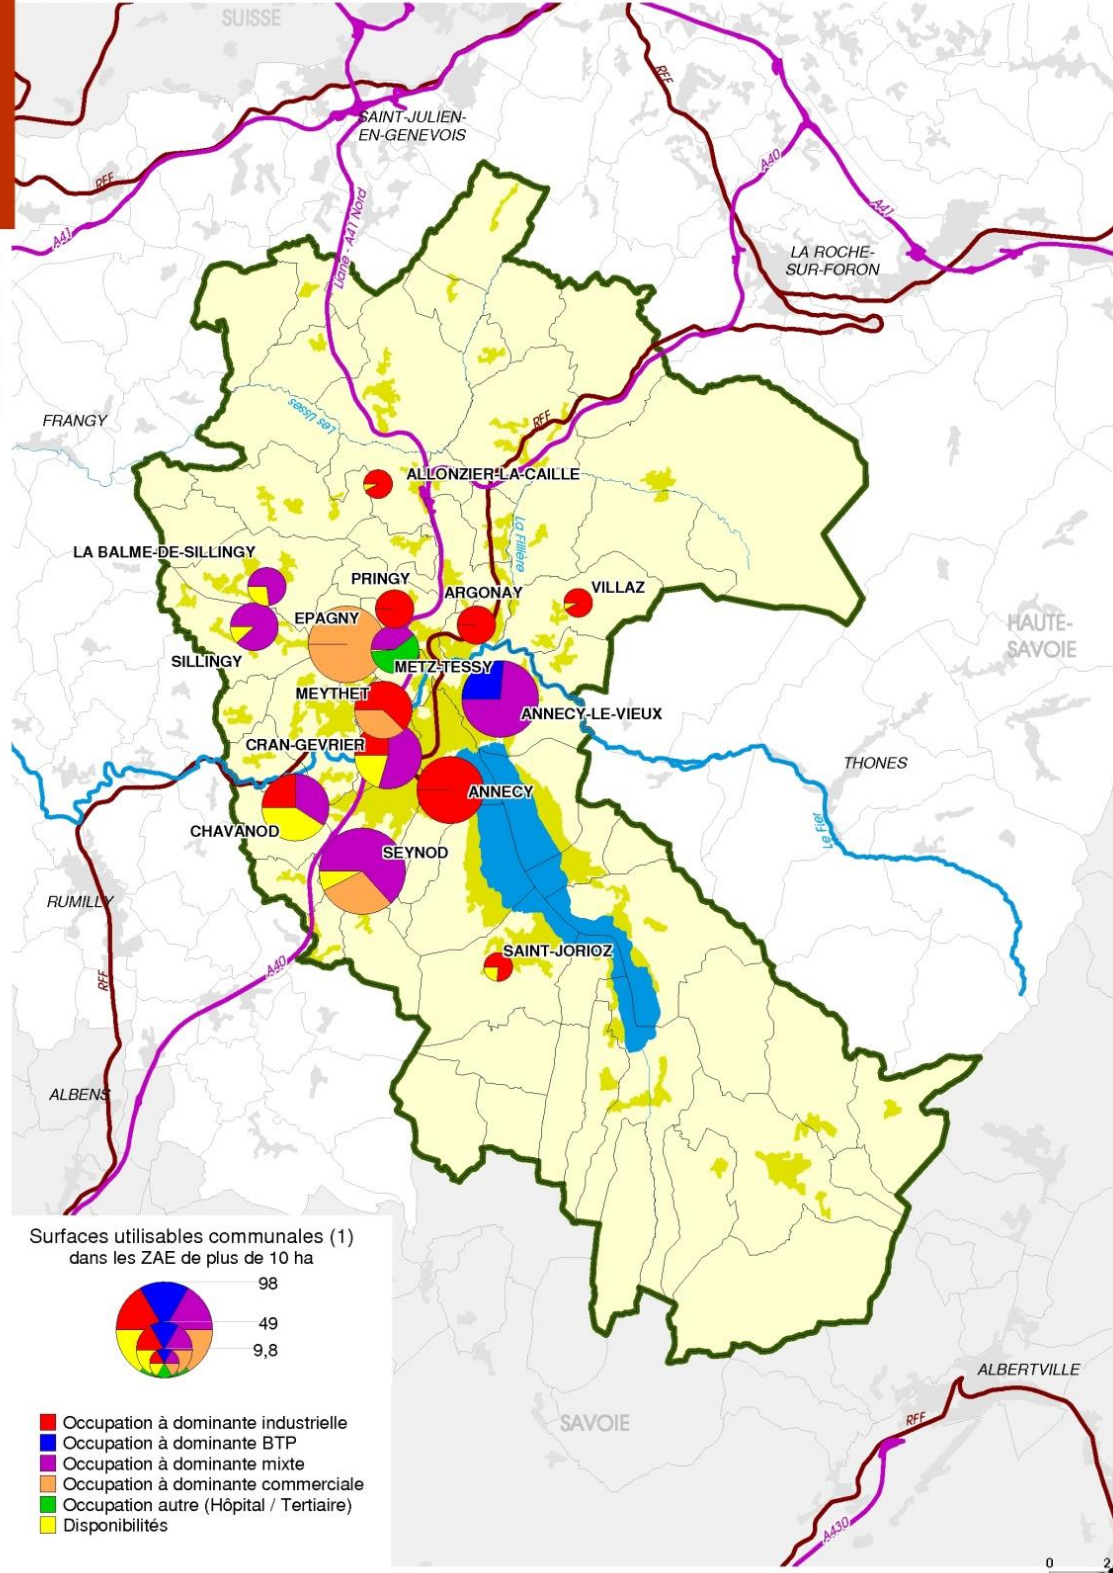 SUISSE
RFF
SAINT-JULIEN-
EN-GENEVOIS
RFF
A40
A41
A41
Liane - A41 Nord
LA ROCHE-
SUR-FORON
FRANGY
Les Usses
RFF
ALLONZIER-LA-CAILLE
La Fillière
LA BALME-DE-SILLINGY
PRINGY
ARGONAY
VILLAZ
EPAGNY
HAUTE-
SAVOIE
SILLINGY
METZ-TESSY
MEYTHET
ANNECY-LE-VIEUX
CRAN-GEVRIER
THONES
ANNECY
CHAVANOD
Le Fier
SEYNOD
RUMILLY
SAINT-JORIOZ
A40
RFF
ALBENS
Surfaces utilisables communales (1)
dans les ZAE de plus de 10 ha
98
49
9,8
ALBERTVILLE
SAVOIE
RFF
A430
Occupation à dominante industrielle
Occupation à dominante BTP
Occupation à dominante mixte
Occupation à dominante commerciale
Occupation autre (Hôpital / Tertiaire)
Disponibilités
0